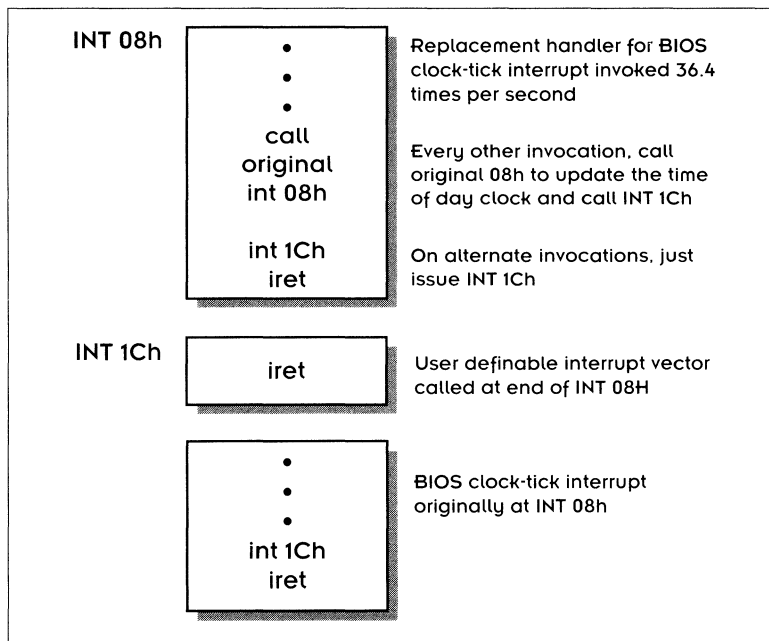 INT 08h
Replacement handler for BIOS
clock-tick interrupt invoked 36.4
times per second
call
original
int 08h
Every other invocation, call
original 08h to update the time
of day clock and call INT 1Ch
int 1Ch
iret
On alternate invocations, just
issue INT 1Ch
INT 1Ch
iret
User definable interrupt vector
called at end of INT 08H
BIOS clock-tick interrupt
originally at INT 08h
int 1Ch
iret